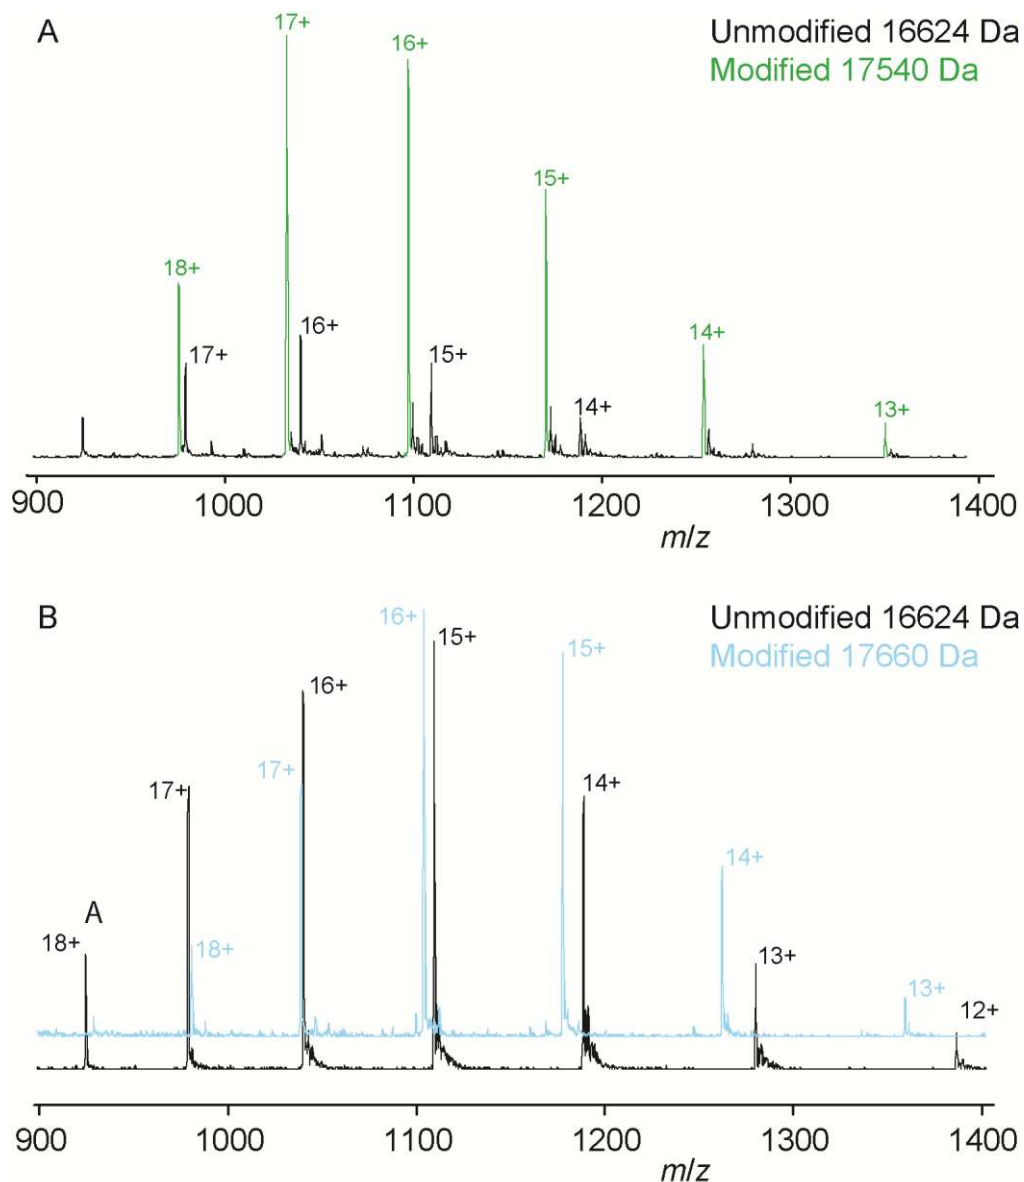 A
Unmodified 16624 Da
Modified 17540 Da
17+
16+
15+
18+
16+
17+
15+
14+
14+
13+
900 1000 1100 1200 1300 1400
m/z
B
Unmodified 16624 Da
Modified 17660 Da
16+
15+
15+
16+
17+
17+
14+
14+
A
18+
18+
13+
13+
12+
900 1000 1100 1200 1300 1400
m/z